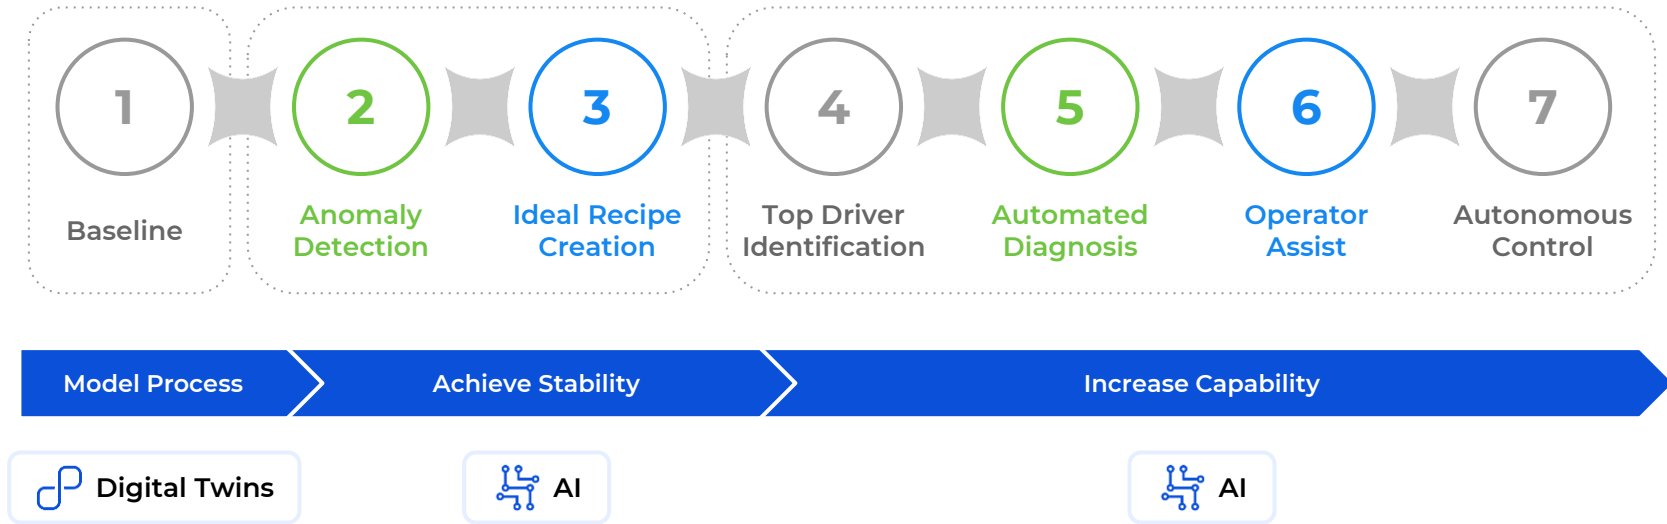 1
2
3
4
5
6
7
Baseline
Anomaly
Detection
Ideal Recipe
Creation
Top Driver
Identification
Automated
Diagnosis
Operator
Assist
Autonomous
Control
Model Process
Achieve Stability
Increase Capability
Digital Twins
AI
AI